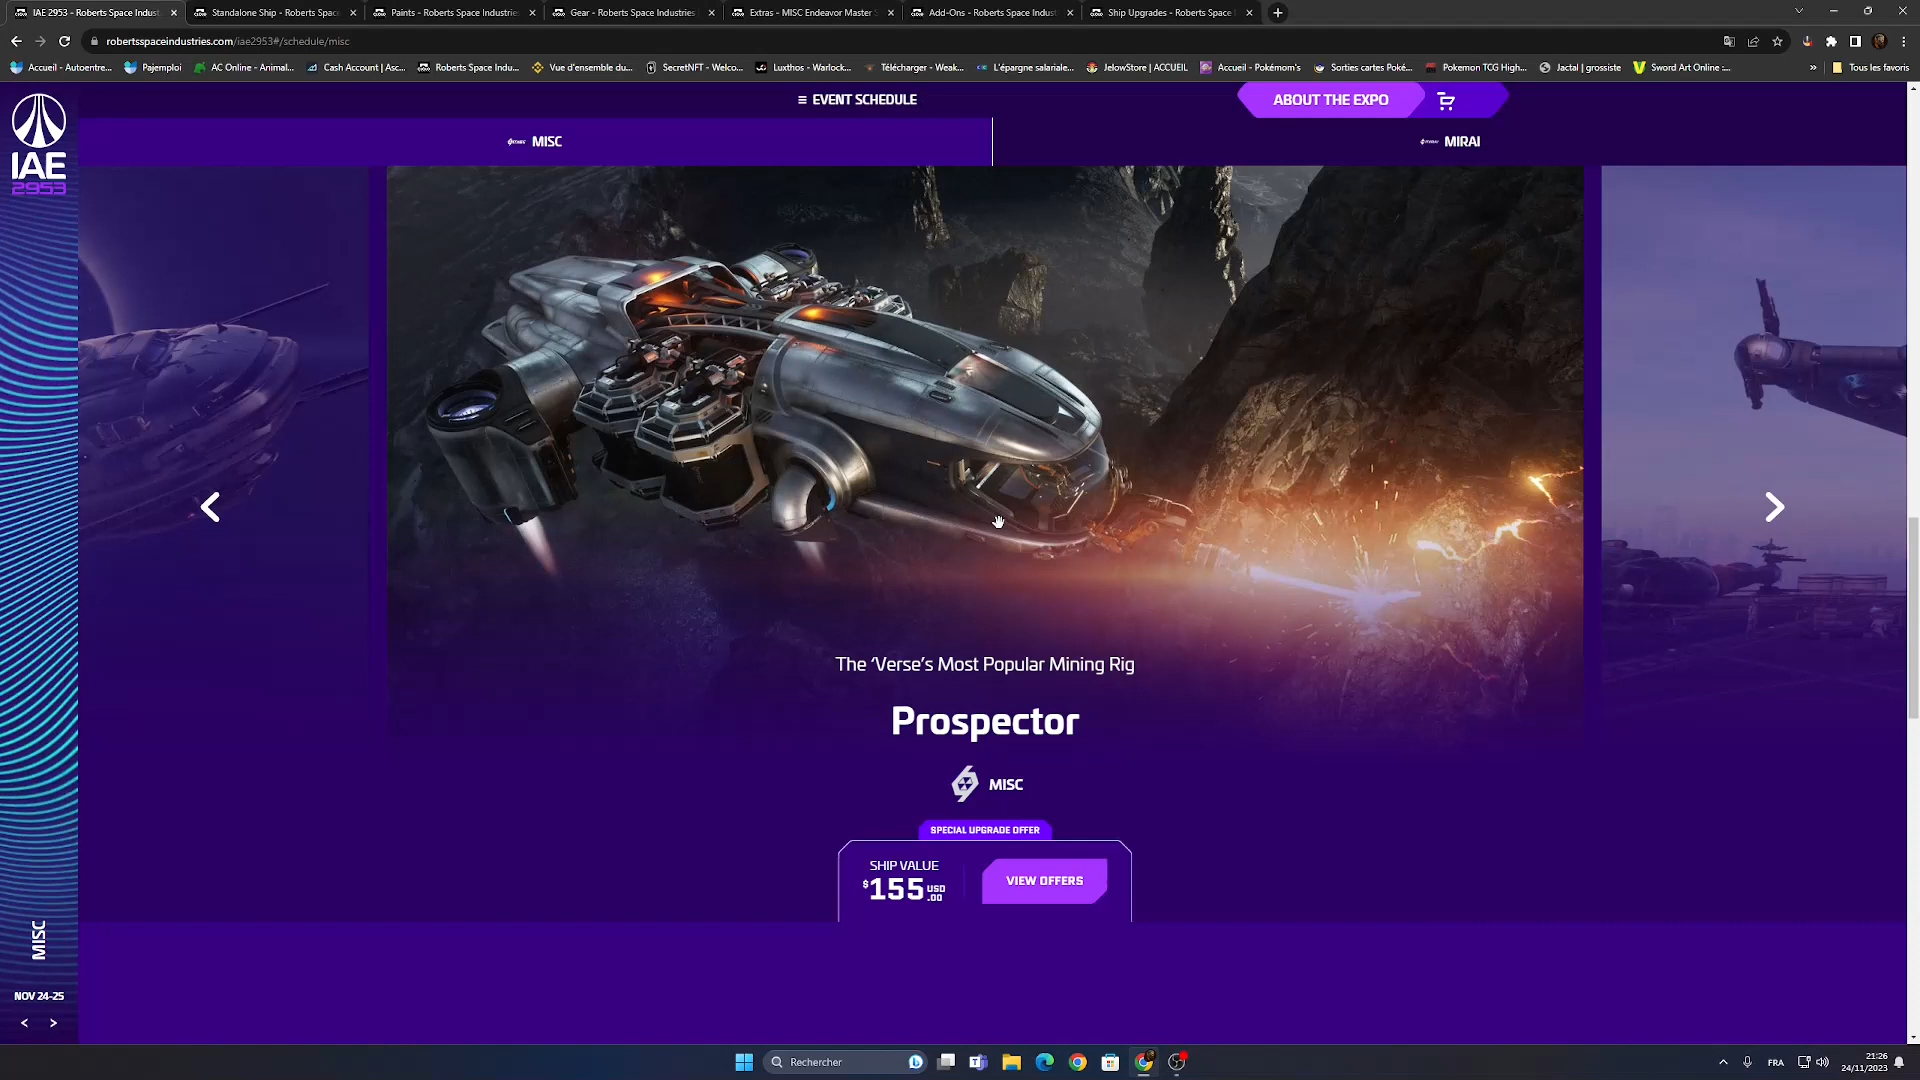 IAE 2953 - Roberts Space Indust
Standalone Ship - Roberts Space
Paints - Roberts Space Industries
Gear - Roberts Space Industries
Extras - MISC Endeavor Master S
Add-Ons - Roberts Space Indust
Ship Upgrades - Roberts Space
robertsspaceindustries.com/iae2953#/schedule/misc
Accueil - Autoentre...
Pajemploi
AC Online - Animal...
Cash Account | Asc...
Roberts Space Indu...
Vue d'ensemble du...
SecretNFT - Welco...
Luxthos - Warlock...
Télécharger - Weak...
L'épargne salariale...
JelowStore | ACCUEIL
Accueil - Pokémom's
Sorties cartes Poké...
Pokemon TCG High...
Jactal | grossiste
Sword Art Online :...
»
Tous les favoris
IAE
2953
EVENT SCHEDULE
ABOUT THE EXPO
MISC
MIRAI
The 'Verse's Most Popular Mining Rig
Prospector
MISC
SPECIAL UPGRADE OFFER
SHIP VALUE
$155 USD .00
VIEW OFFERS
MISC
NOV 24-25
< >
Rechercher
FRA
21:26
24/11/2023